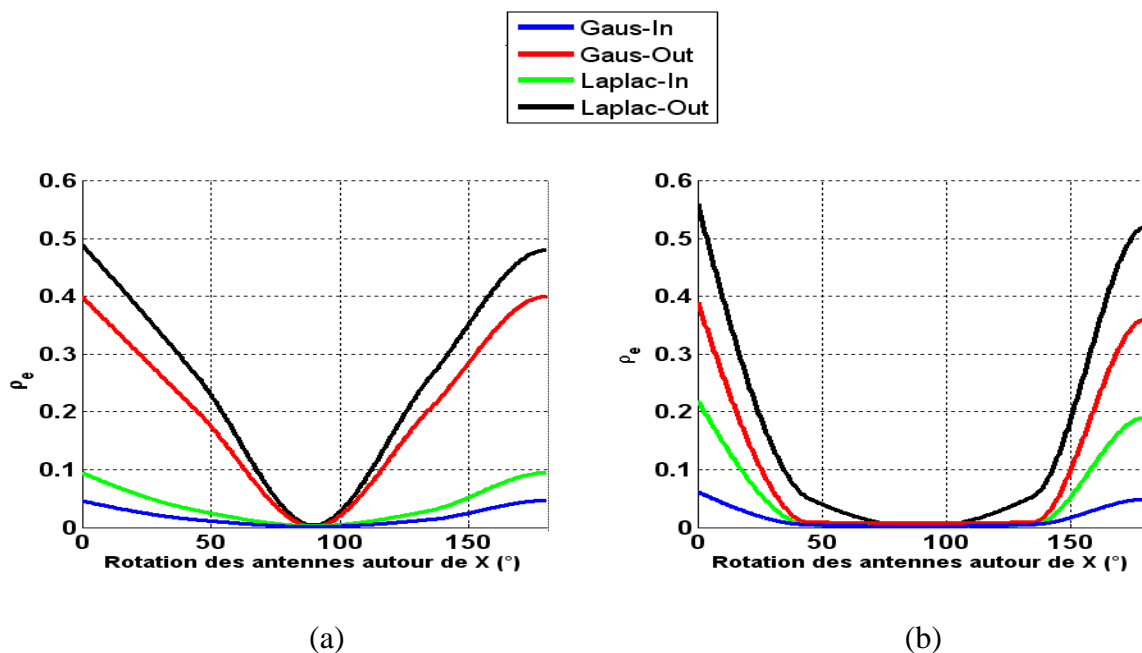 Gaus-In
Gaus-Out
Laplac-In
Laplac-Out
0.6
0.5
0.4
0.3
0.2
0.1
0
ρe
0 50 100 150
Rotation des antennes autour de X (°)
(a)
0.6
0.5
0.4
0.3
0.2
0.1
0
ρe
0 50 100 150
Rotation des antennes autour de X (°)
(b)